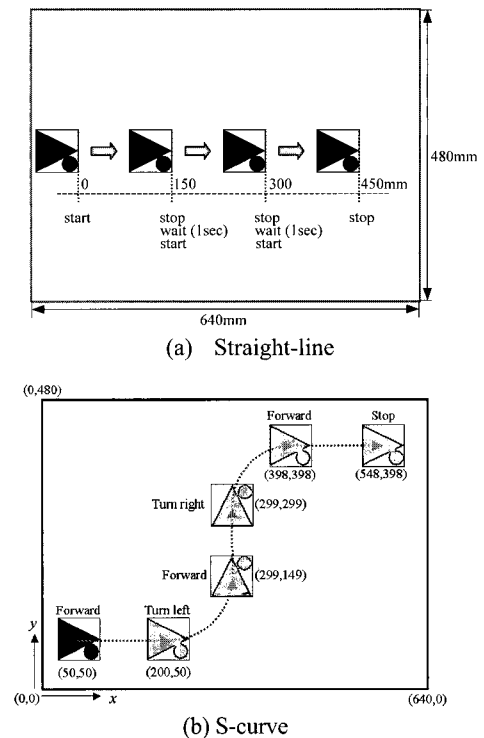 480mm
0
150
300
450mm
start
stop
wait (1sec)
start
stop
wait (1sec)
start
stop
640mm
(a) Straight-line
(0,480)
Forward
Stop
(398,398)
(548,398)
Turn right
(299,299)
Forward
(299,149)
Forward
Turn left
y
(50,50)
(200,50)
(0,0)
x
(640,0)
(b) S-curve